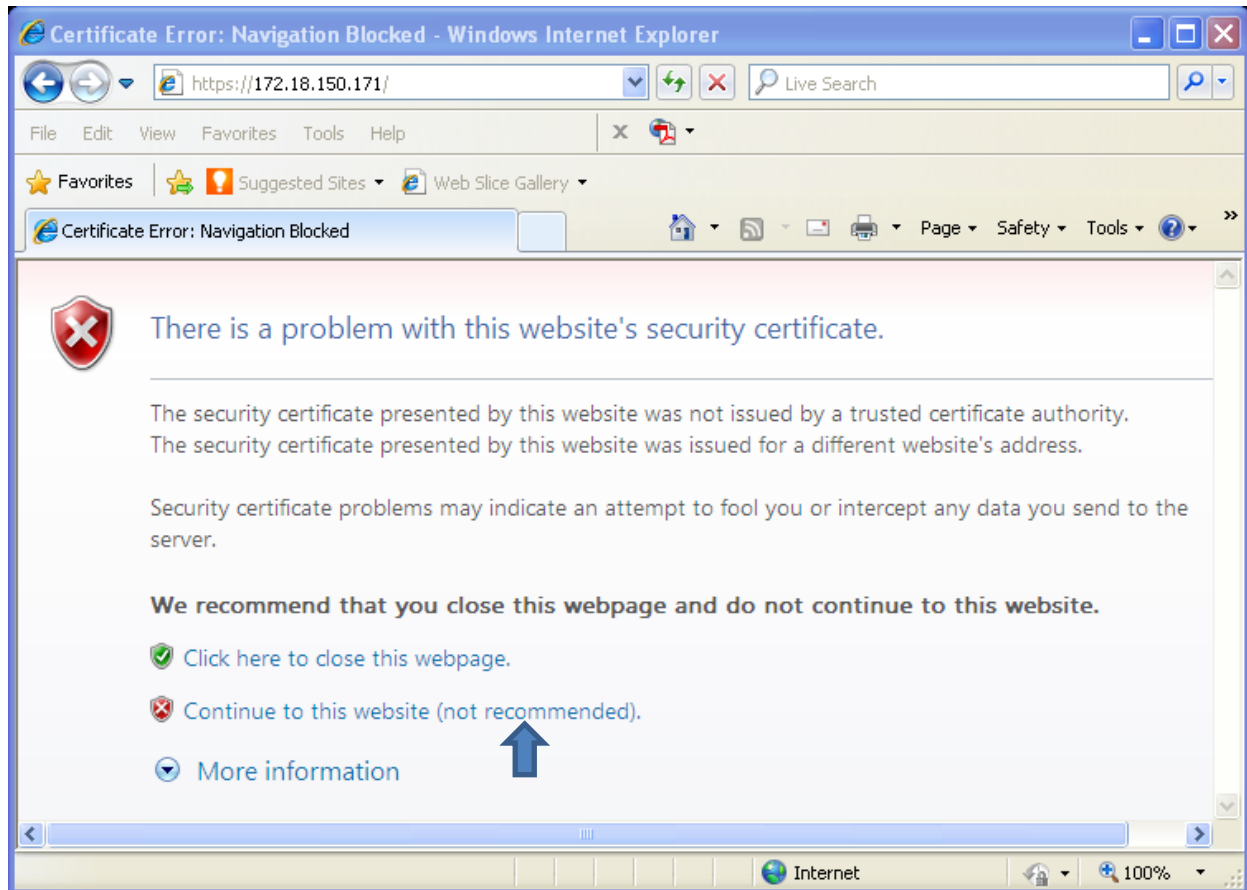 Certificate Error: Navigation Blocked - Windows Internet Explorer
https://172.18.150.171/
Live Search
File Edit View Favorites Tools Help
x
Favorites Suggested Sites Web Slice Gallery
Certificate Error: Navigation Blocked
Page Safety Tools »
There is a problem with this website's security certificate.
The security certificate presented by this website was not issued by a trusted certificate authority.
The security certificate presented by this website was issued for a different website's address.
Security certificate problems may indicate an attempt to fool you or intercept any data you send to the
server.
We recommend that you close this webpage and do not continue to this website.
Click here to close this webpage.
Continue to this website (not recommended).
More information
Internet 100%